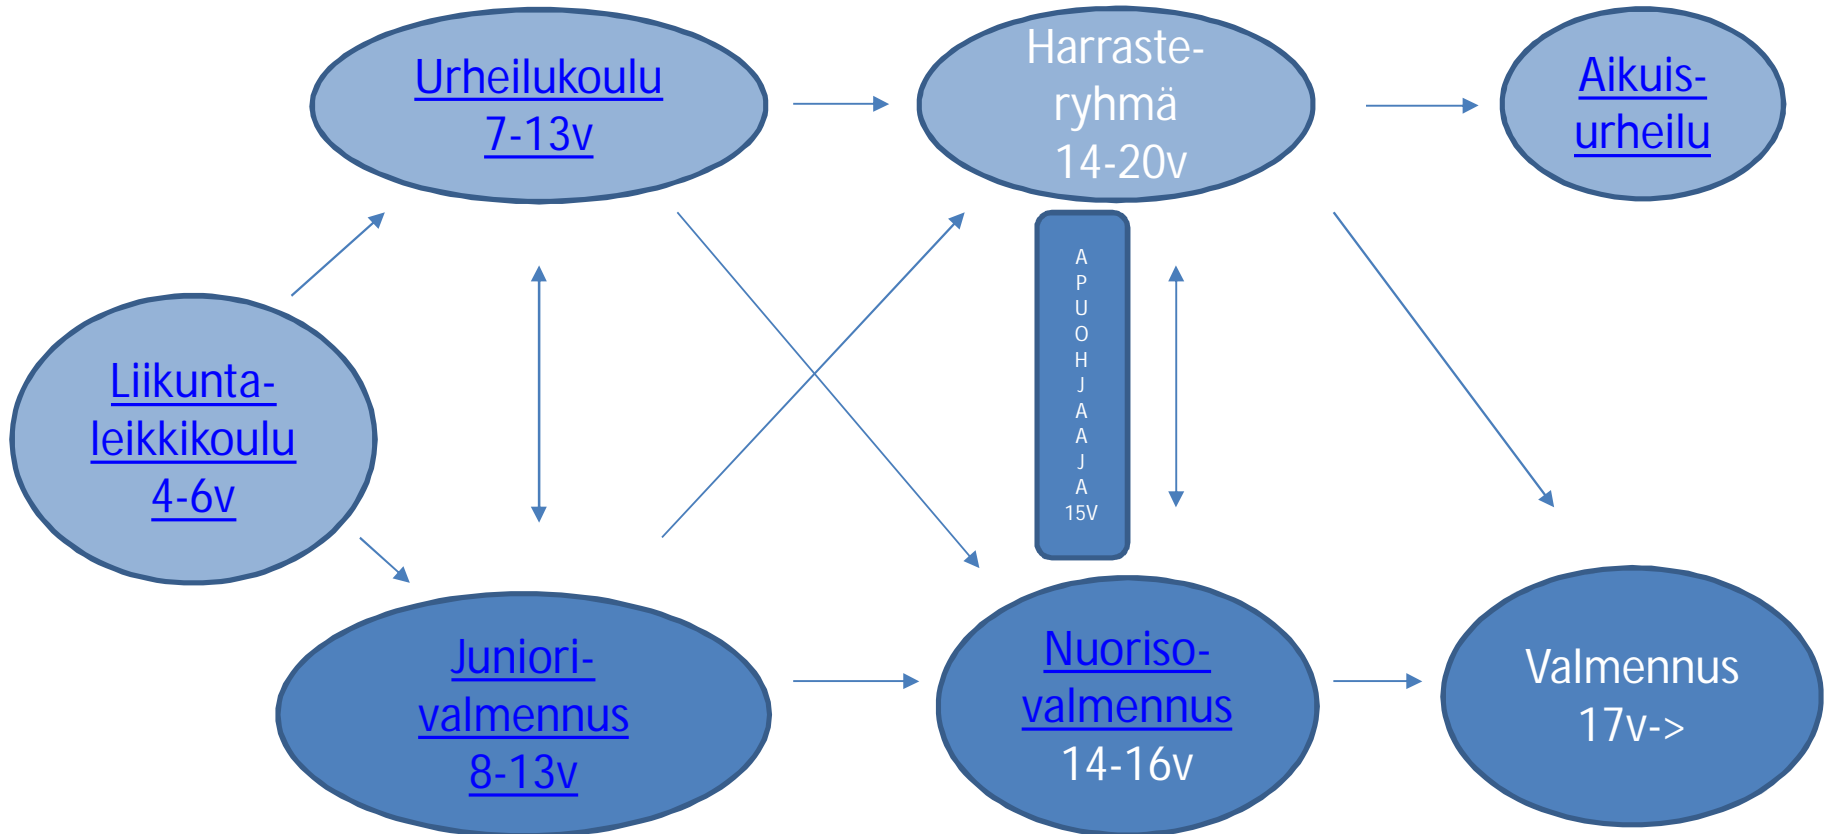 Urheilukoulu
7-13v
Harraste-
ryhmä
14-20v
Aikuis-
urheilu
Liikunta-
leikkikoulu
4-6v
A
P
U
O
H
J
A
A
J
A
15V
Juniori-
valmennus
8-13v
Nuoriso-
valmennus
14-16v
Valmennus
17v->